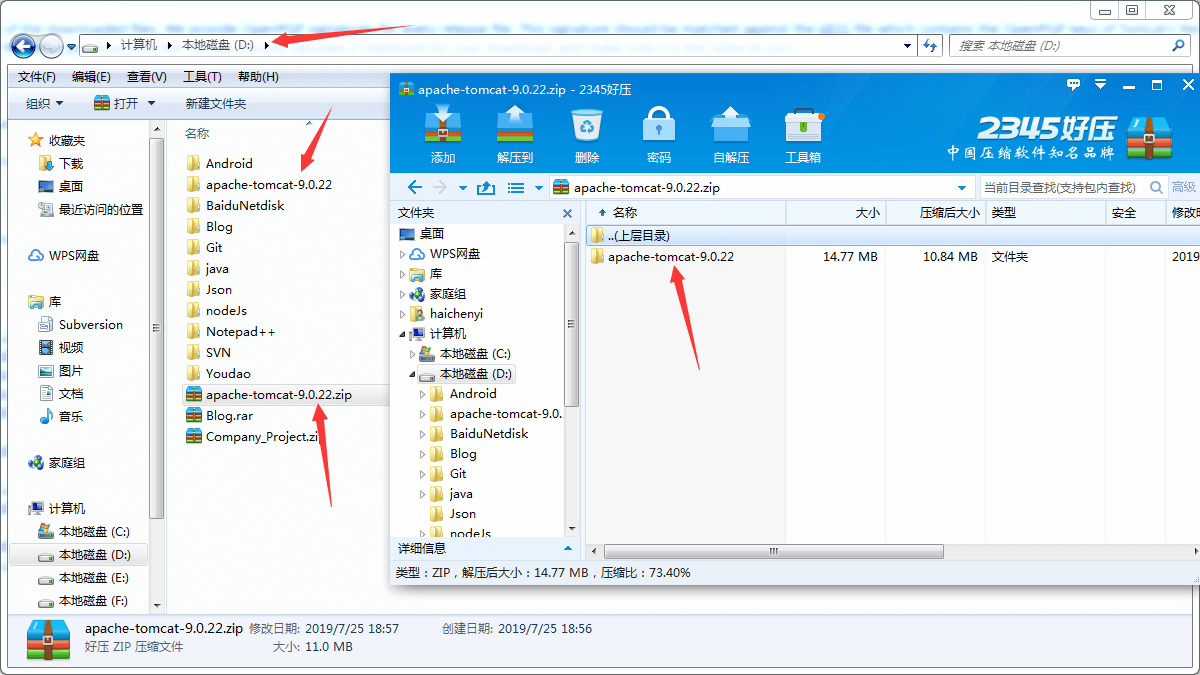 计算机 本地磁盘 (D:)
搜索 本地磁盘 (D:)
文件(F) 编辑(E) 查看(V) 工具(T) 帮助(H)
组织 打开 新建文件夹
收藏夹
下载
桌面
最近访问的位置
WPS网盘
库
Subversion
视频
图片
文档
音乐
家庭组
计算机
本地磁盘 (C:)
本地磁盘 (D:)
本地磁盘 (E:)
本地磁盘 (F:)
名称
Android
apache-tomcat-9.0.22
BaiduNetdisk
Blog
Git
java
Json
nodeJs
Notepad++
SVN
Youdao
apache-tomcat-9.0.22.zip
Blog.rar
Company_Project.zip
apache-tomcat-9.0.22.zip - 2345好压
添加 解压到 删除 密码 自解压 工具箱
2345好压
中国压缩软件知名品牌
apache-tomcat-9.0.22.zip
当前目录查找(支持包内查找) 高级
文件夹
桌面
WPS网盘
库
家庭组
haichenyi
计算机
本地磁盘 (C:)
本地磁盘 (D:)
Android
apache-tomcat-9.0.
BaiduNetdisk
Blog
Git
java
Json
nodeJs
详细信息
名称 大小 压缩后大小 类型 安全 修改时
..(上层目录)
apache-tomcat-9.0.22 14.77 MB 10.84 MB 文件夹 2019
类型：ZIP，解压后大小：14.77 MB，压缩比：73.40%
apache-tomcat-9.0.22.zip 修改日期: 2019/7/25 18:57 创建日期: 2019/7/25 18:56
好压 ZIP 压缩文件 大小: 11.0 MB